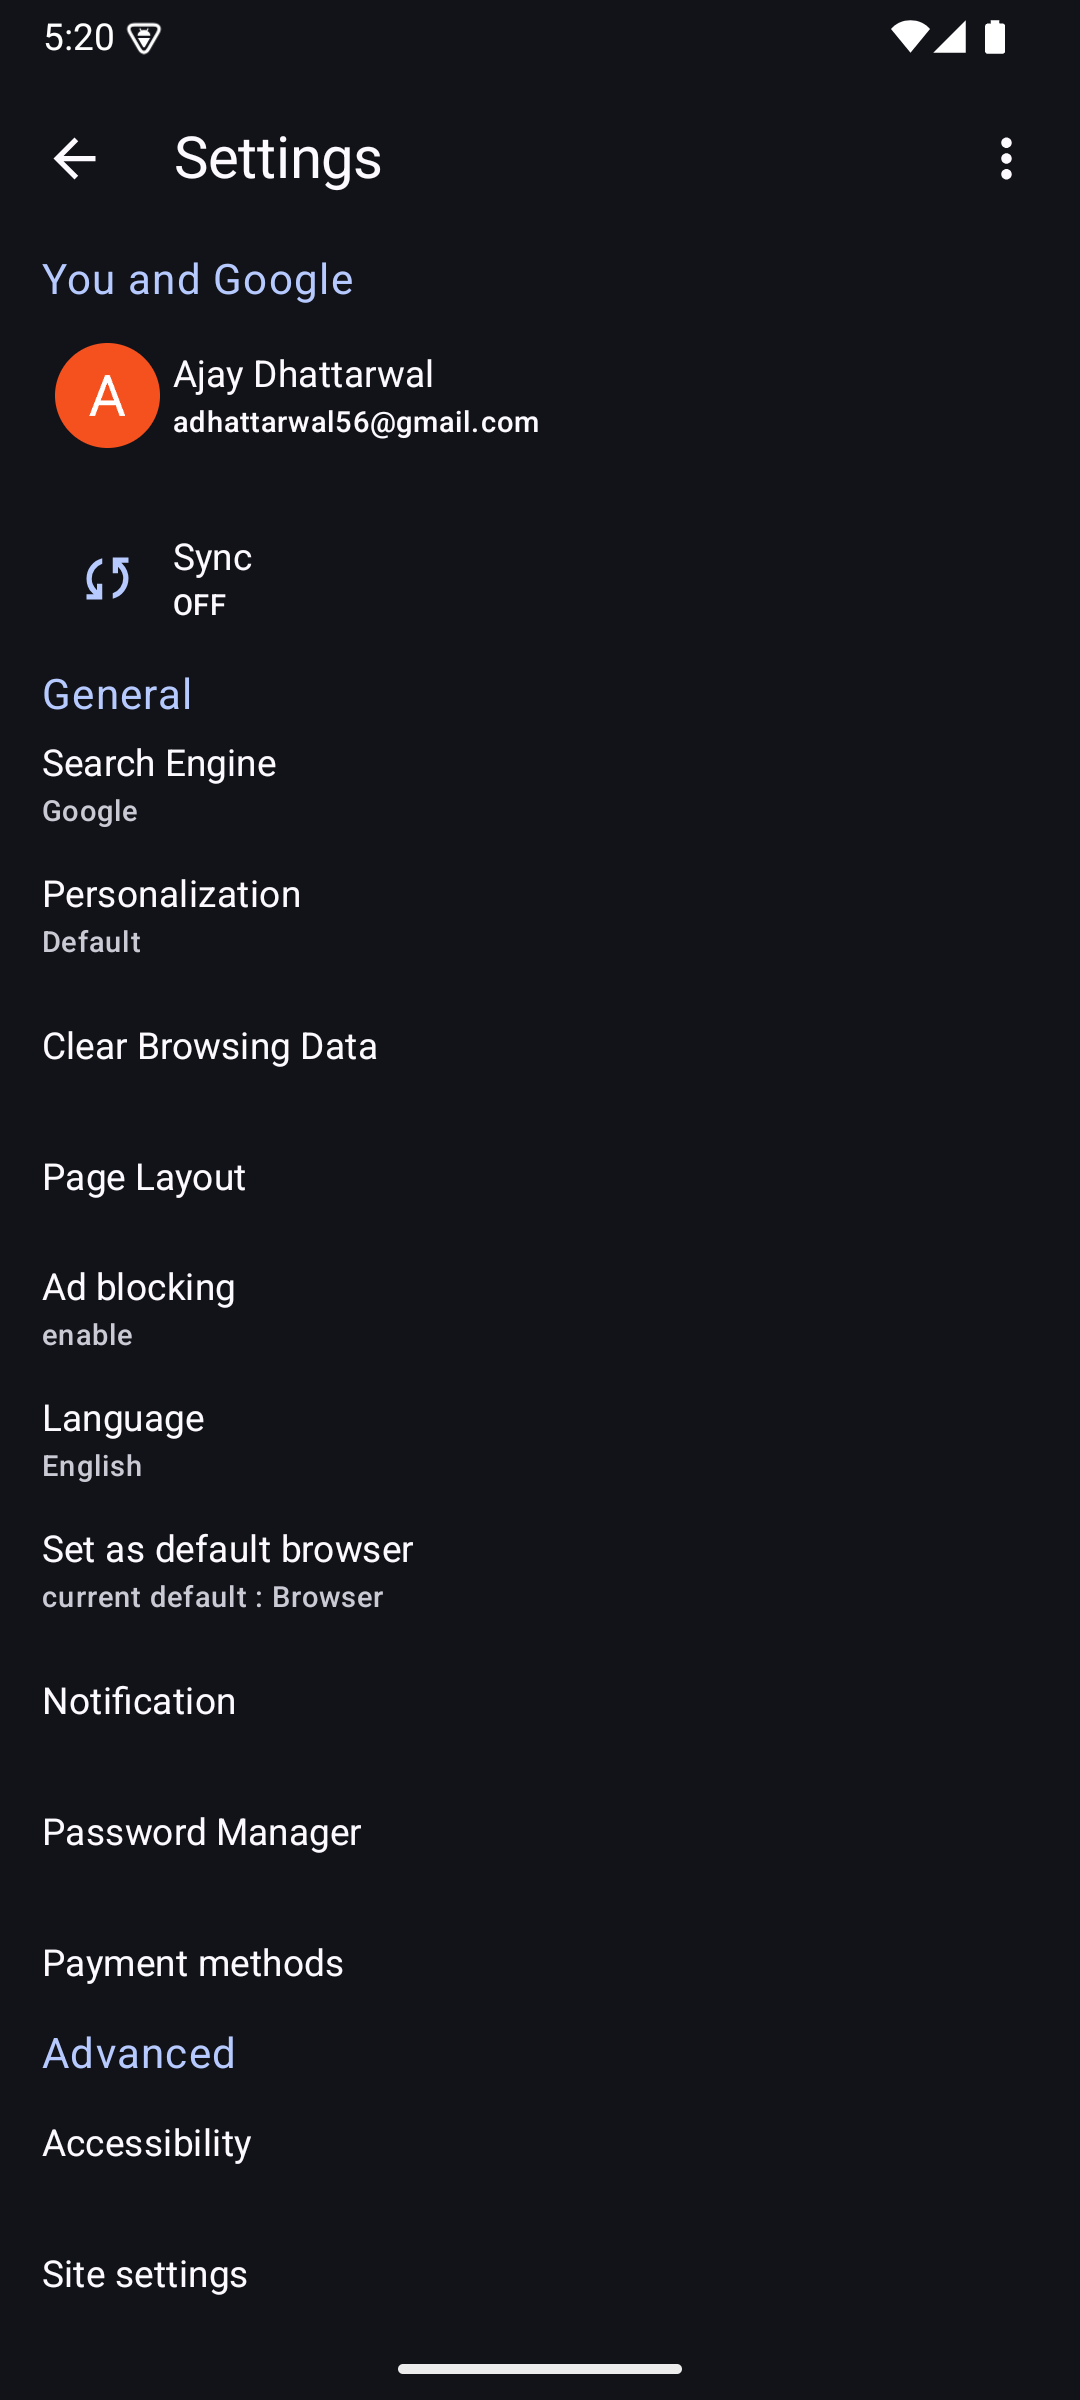 5:20
Settings
You and Google
A
Ajay Dhattarwal
adhattarwal56@gmail.com
Sync
OFF
General
Search Engine
Google
Personalization
Default
Clear Browsing Data
Page Layout
Ad blocking
enable
Language
English
Set as default browser
current default : Browser
Notification
Password Manager
Payment methods
Advanced
Accessibility
Site settings